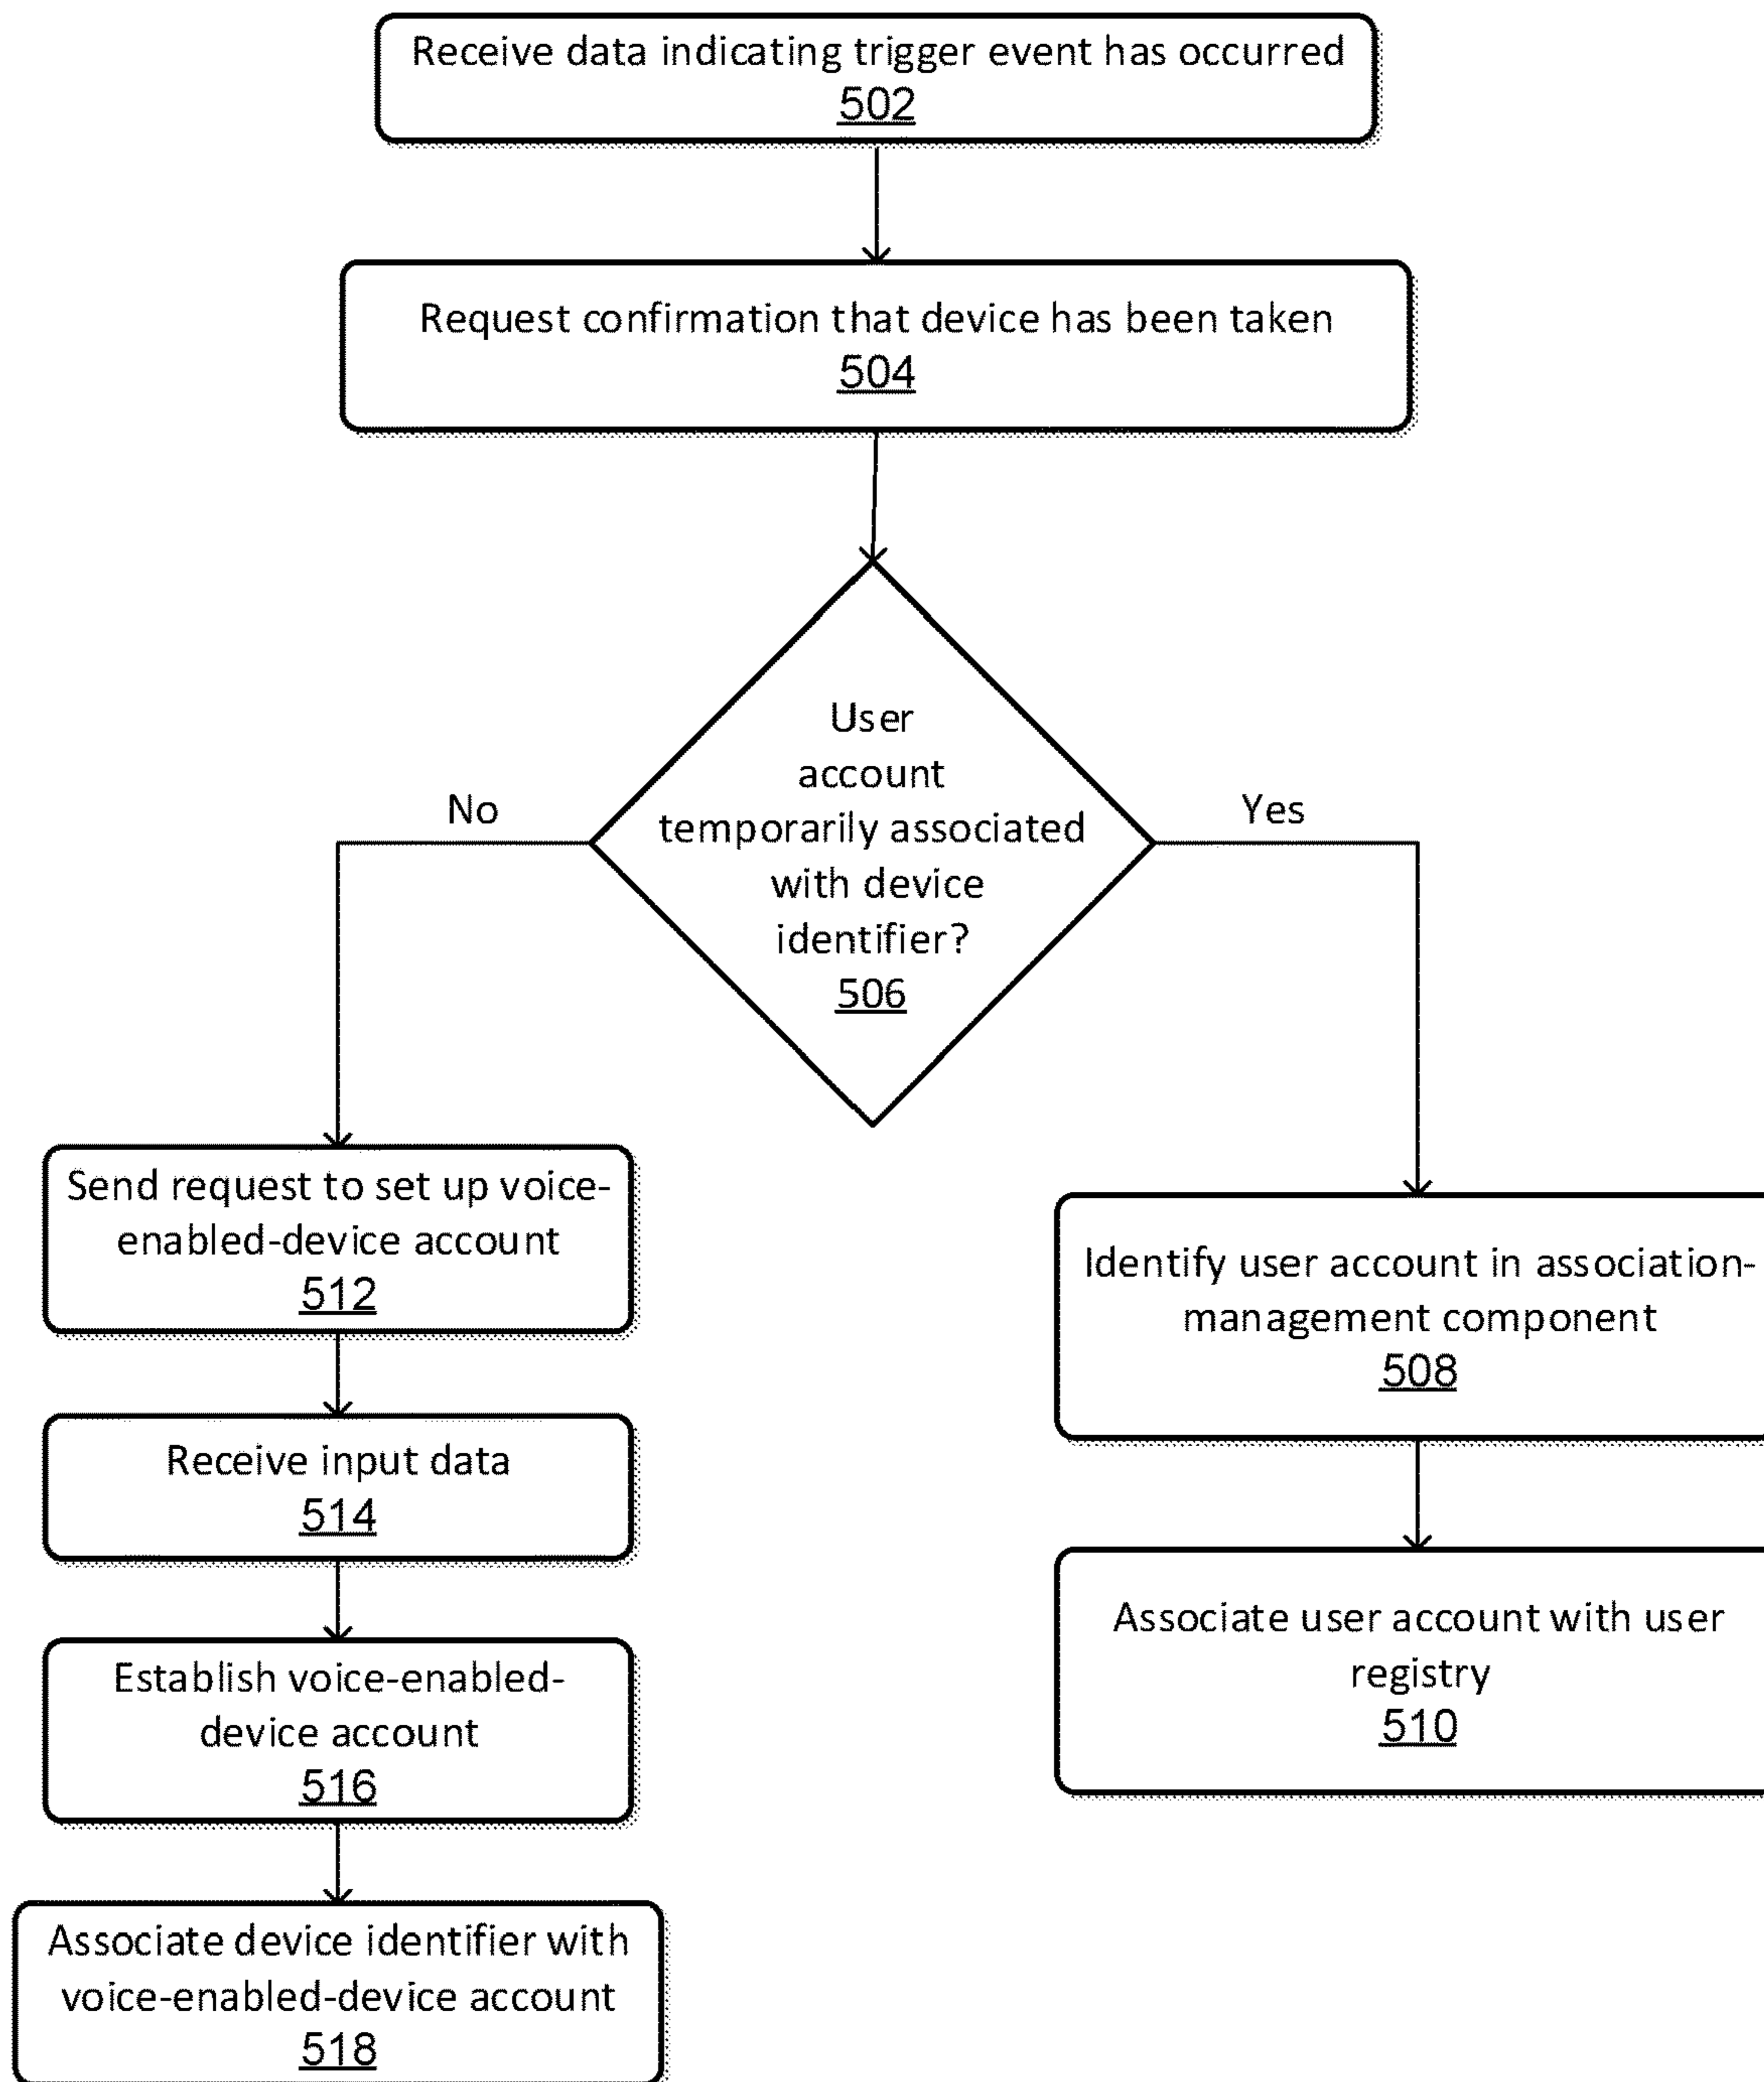 Receive data indicating trigger event has occurred
502
Request confirmation that device has been taken
504
User
account
temporarily associated
with device
identifier?
506
No
Yes
Send request to set up voice-
enabled-device account
512
Receive input data
514
Establish voice-enabled-
device account
516
Associate device identifier with
voice-enabled-device account
518
Identify user account in association-
management component
508
Associate user account with user
registry
510